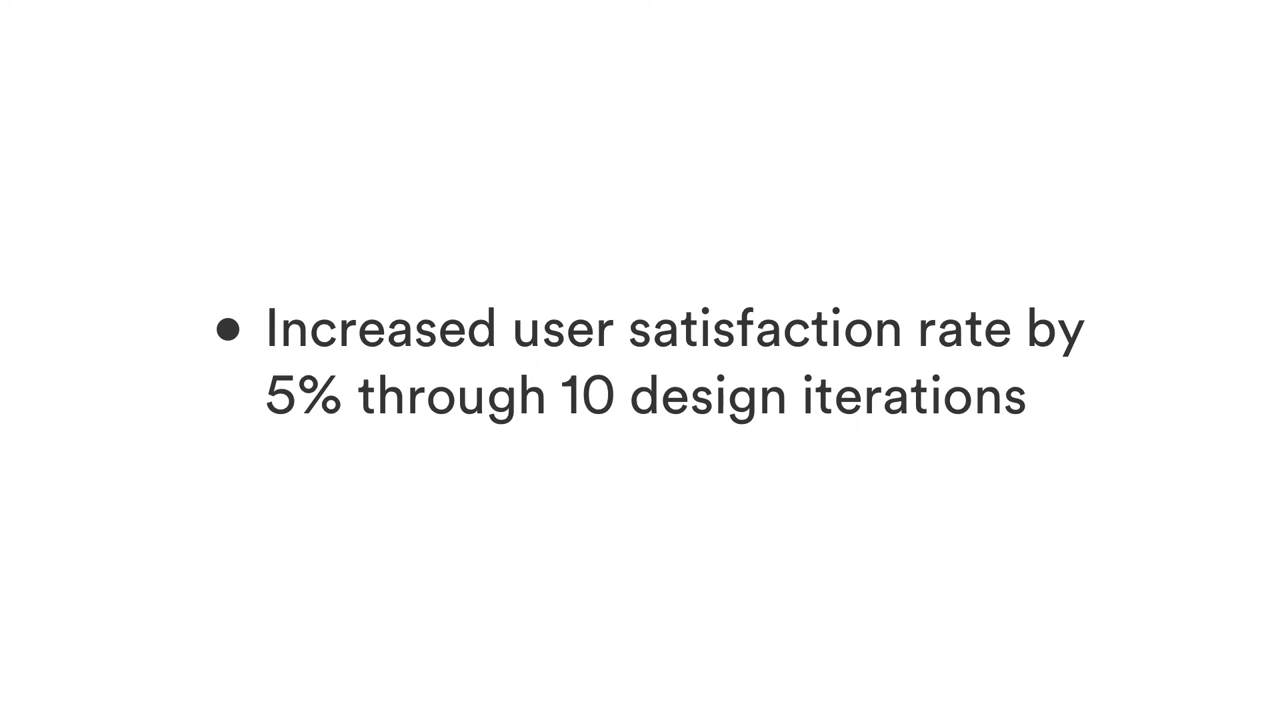 ● Increased user satisfaction rate by
5% through 10 design iterations